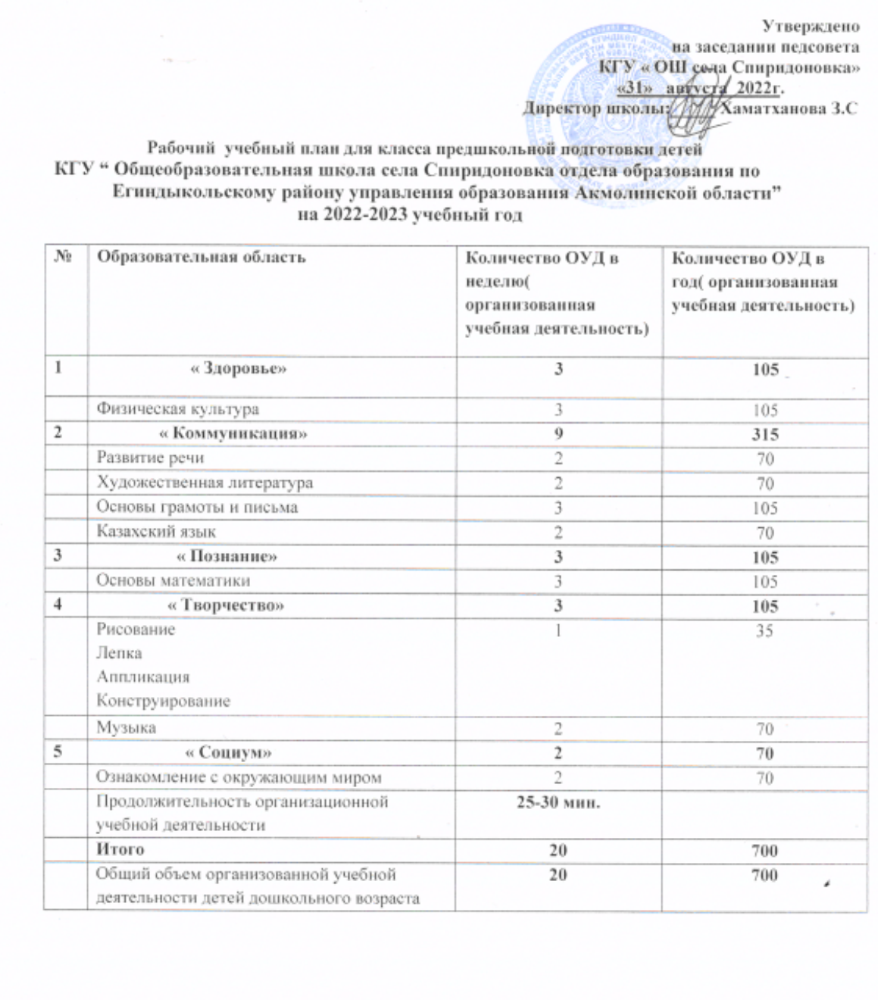 Утверждено
на заседании педсовета
КГУ « ОШ села Спиридоновка»
«31» августа 2022г.
Директор школы: Хаматханова З.С
Рабочий учебный план для класса предшкольной подготовки детей
КГУ “ Общеобразовательная школа села Спиридоновка отдела образования по
Егиндыкольскому району управления образования Акмолинской области”
на 2022-2023 учебный год
№ Образовательная область Количество ОУД в неделю( организованная учебная деятельность) Количество ОУД в год( организованная учебная деятельность)
1 « Здоровье» 3 105
Физическая культура 3 105
2 « Коммуникация» 9 315
Развитие речи 2 70
Художественная литература 2 70
Основы грамоты и письма 3 105
Казахский язык 2 70
3 « Познание» 3 105
Основы математики 3 105
4 « Творчество» 3 105
Рисование 1 35
Лепка
Аппликация
Конструирование
Музыка 2 70
5 « Социум» 2 70
Ознакомление с окружающим миром 2 70
Продолжительность организационной 25-30 мин.
учебной деятельности
Итого 20 700
Общий объем организованной учебной 20 700
деятельности детей дошкольного возраста